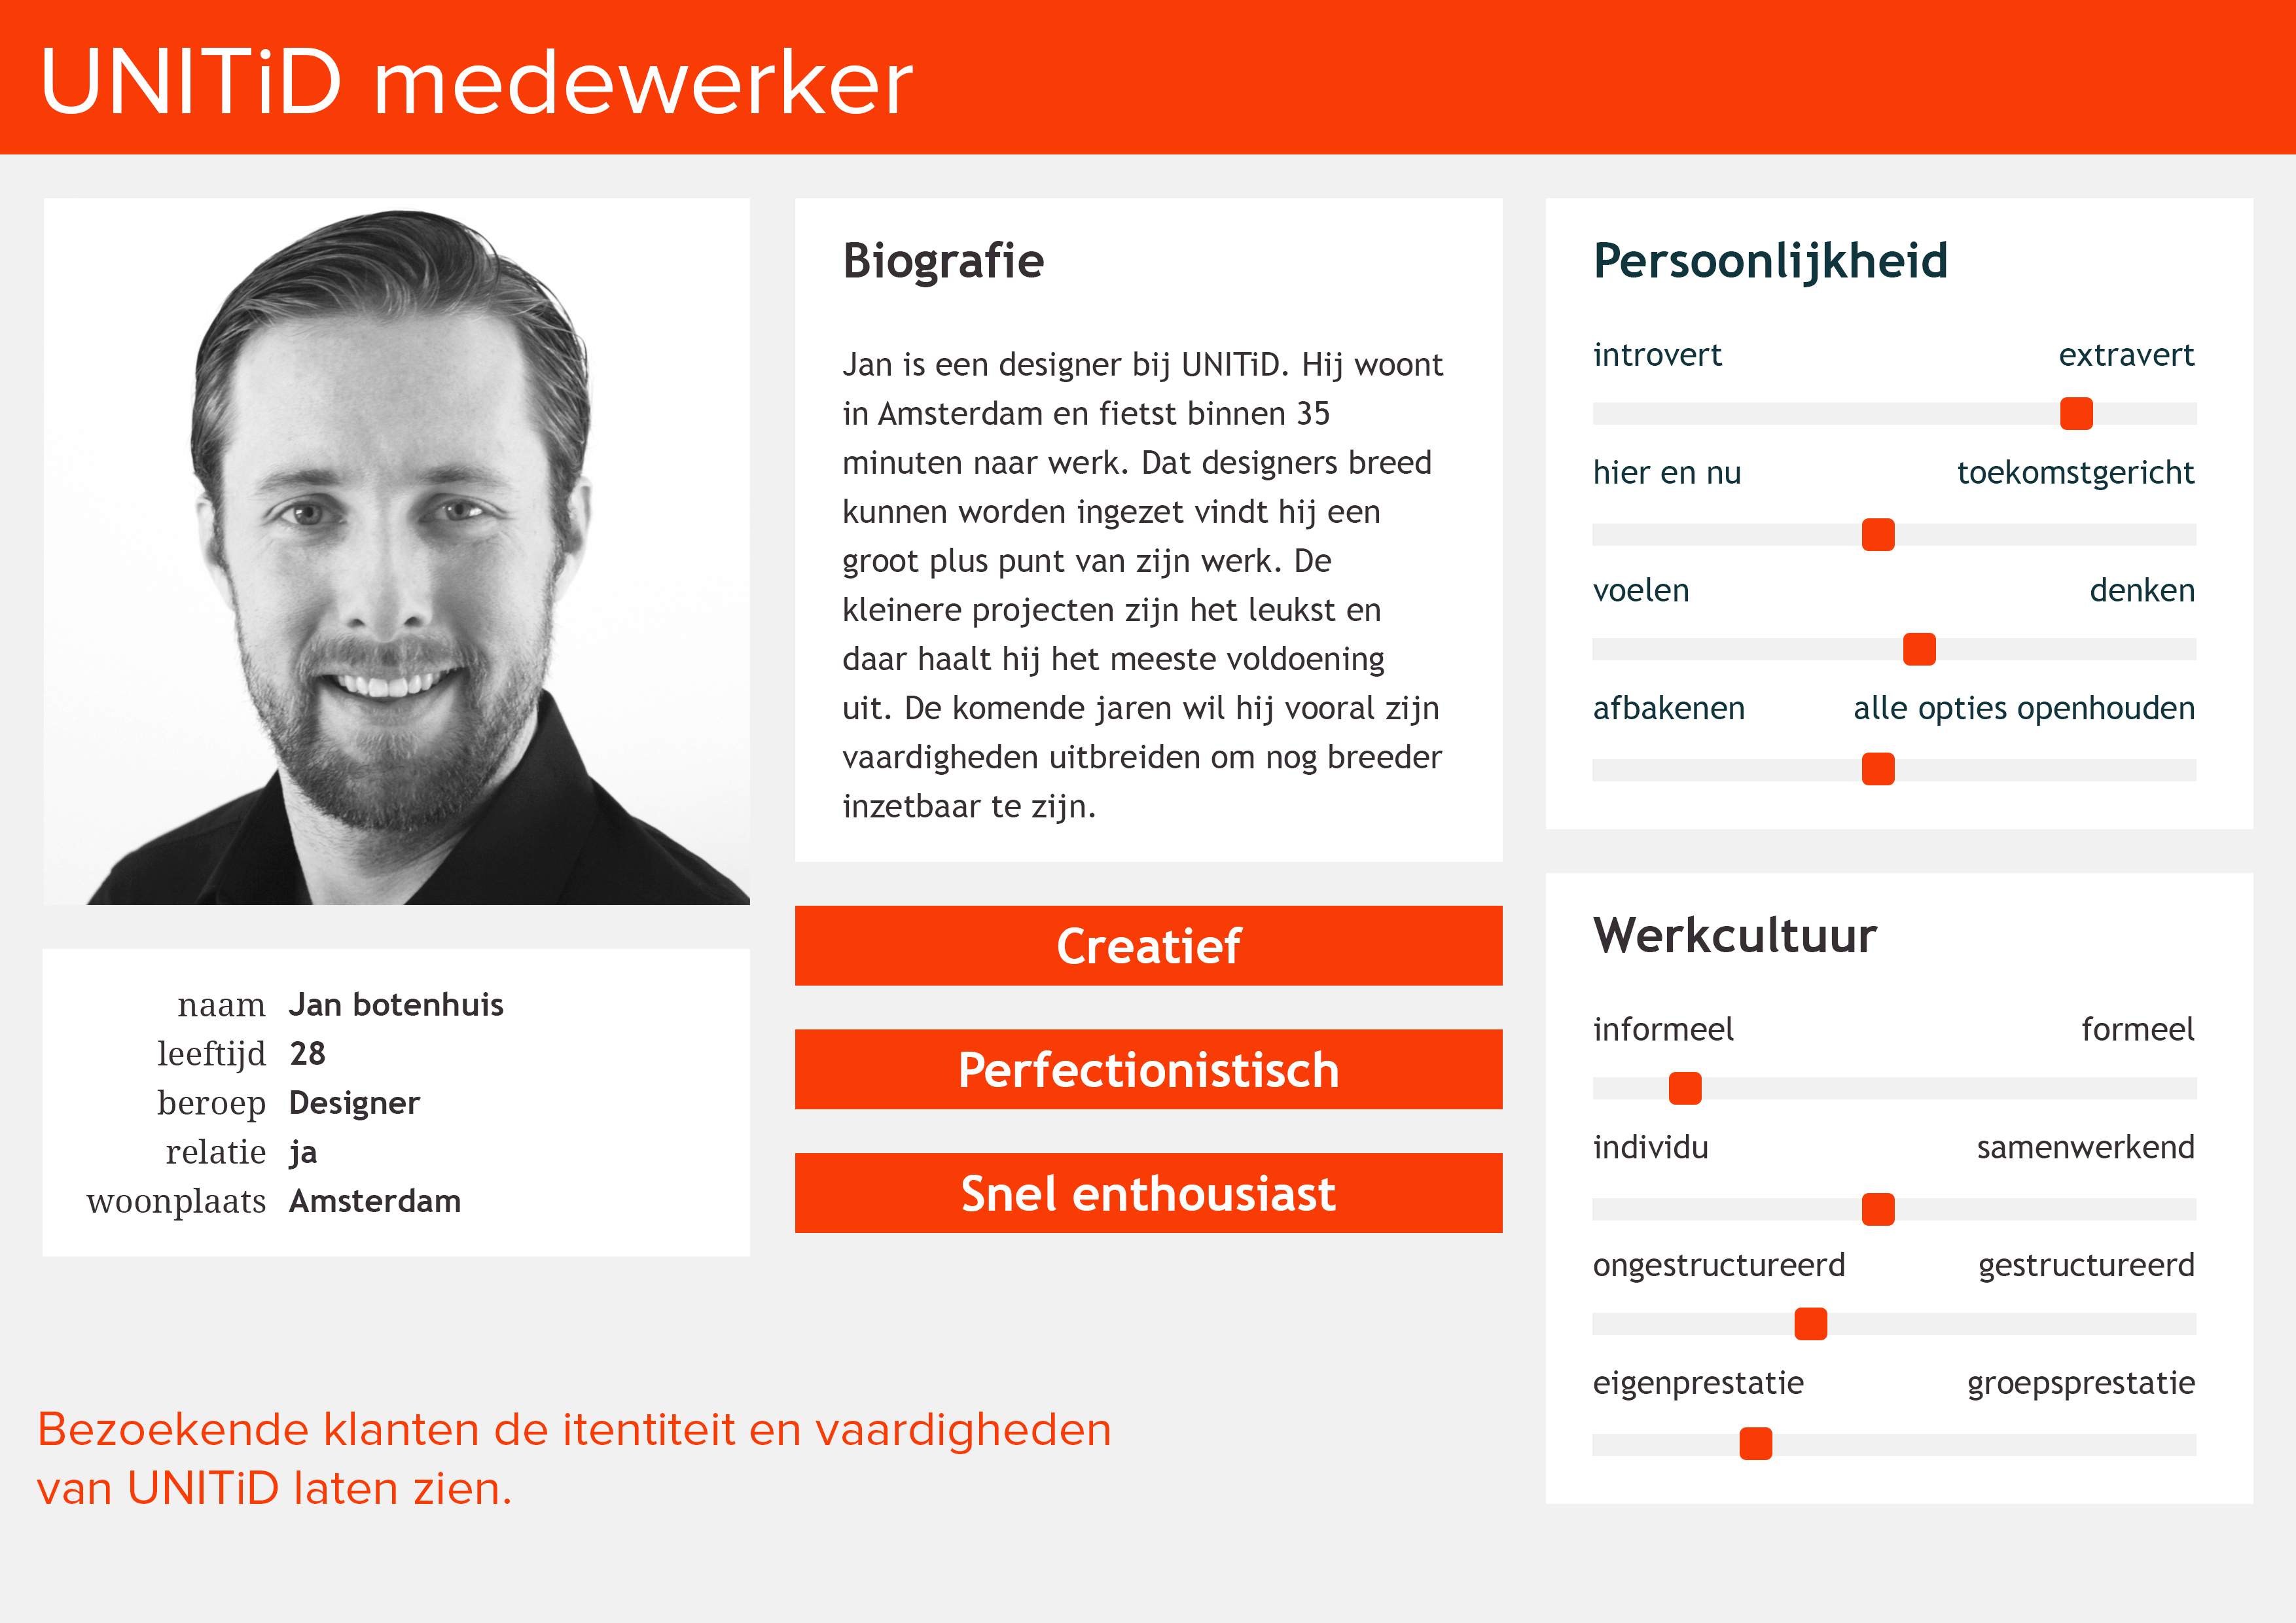 UNITiD medewerker
naam Jan botenhuis
leeftijd 28
beroep Designer
relatie ja
woonplaats Amsterdam
Biografie
Jan is een designer bij UNITiD. Hij woont
in Amsterdam en fietst binnen 35
minuten naar werk. Dat designers breed
kunnen worden ingezet vindt hij een
groot plus punt van zijn werk. De
kleinere projecten zijn het leukst en
daar haalt hij het meeste voldoening
uit. De komende jaren wil hij vooral zijn
vaardigheden uitbreiden om nog breeder
inzetbaar te zijn.
Creatief
Perfectionistisch
Snel enthousiast
Persoonlijkheid
introvert extravert
hier en nu toekomstgericht
voelen denken
afbakenen alle opties openhouden
Werkcultuur
informeel formeel
individu samenwerkend
ongestructureerd gestructureerd
eigenprestatie groepsprestatie
Bezoekende klanten de itentiteit en vaardigheden
van UNITiD laten zien.